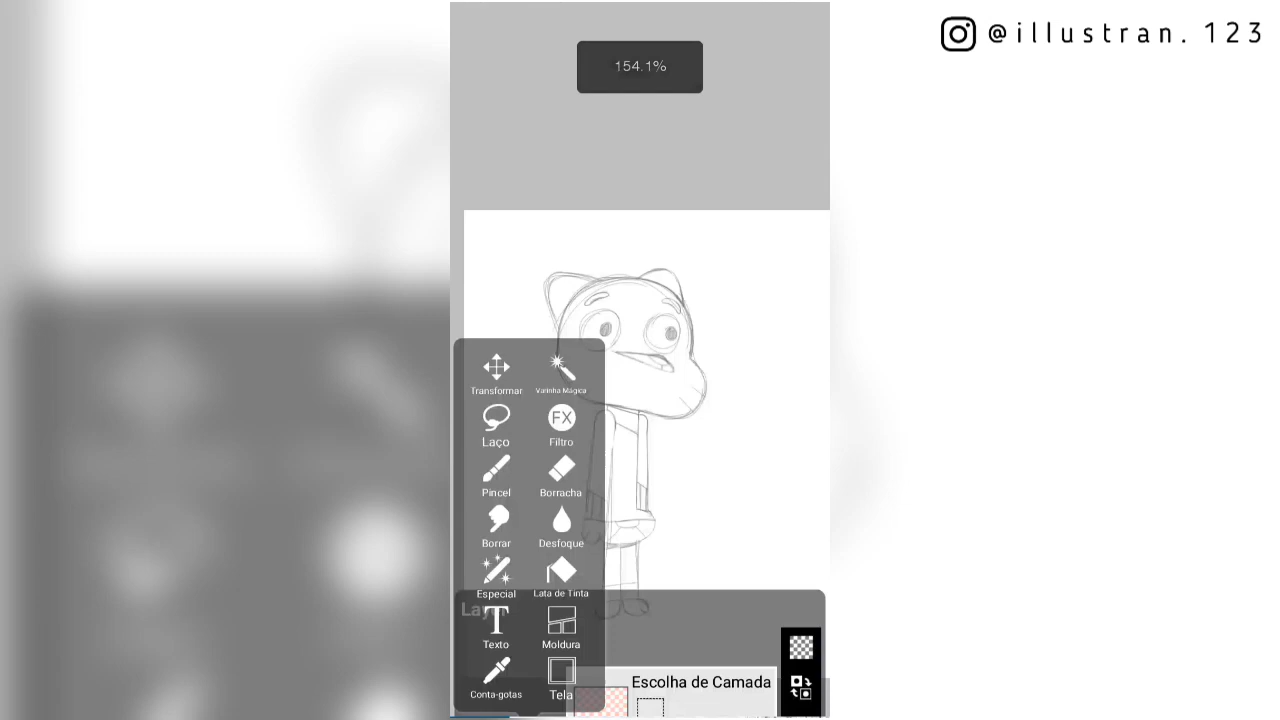 @illustran. 123
154.1%
Transformar
Varinha Mágica
Laço
Filtro
FX
Pincel
Borracha
Borrar
Desfoque
Especial
Lata de Tinta
Texto
Moldura
Conta-gotas
Tela
Escolha de Camada